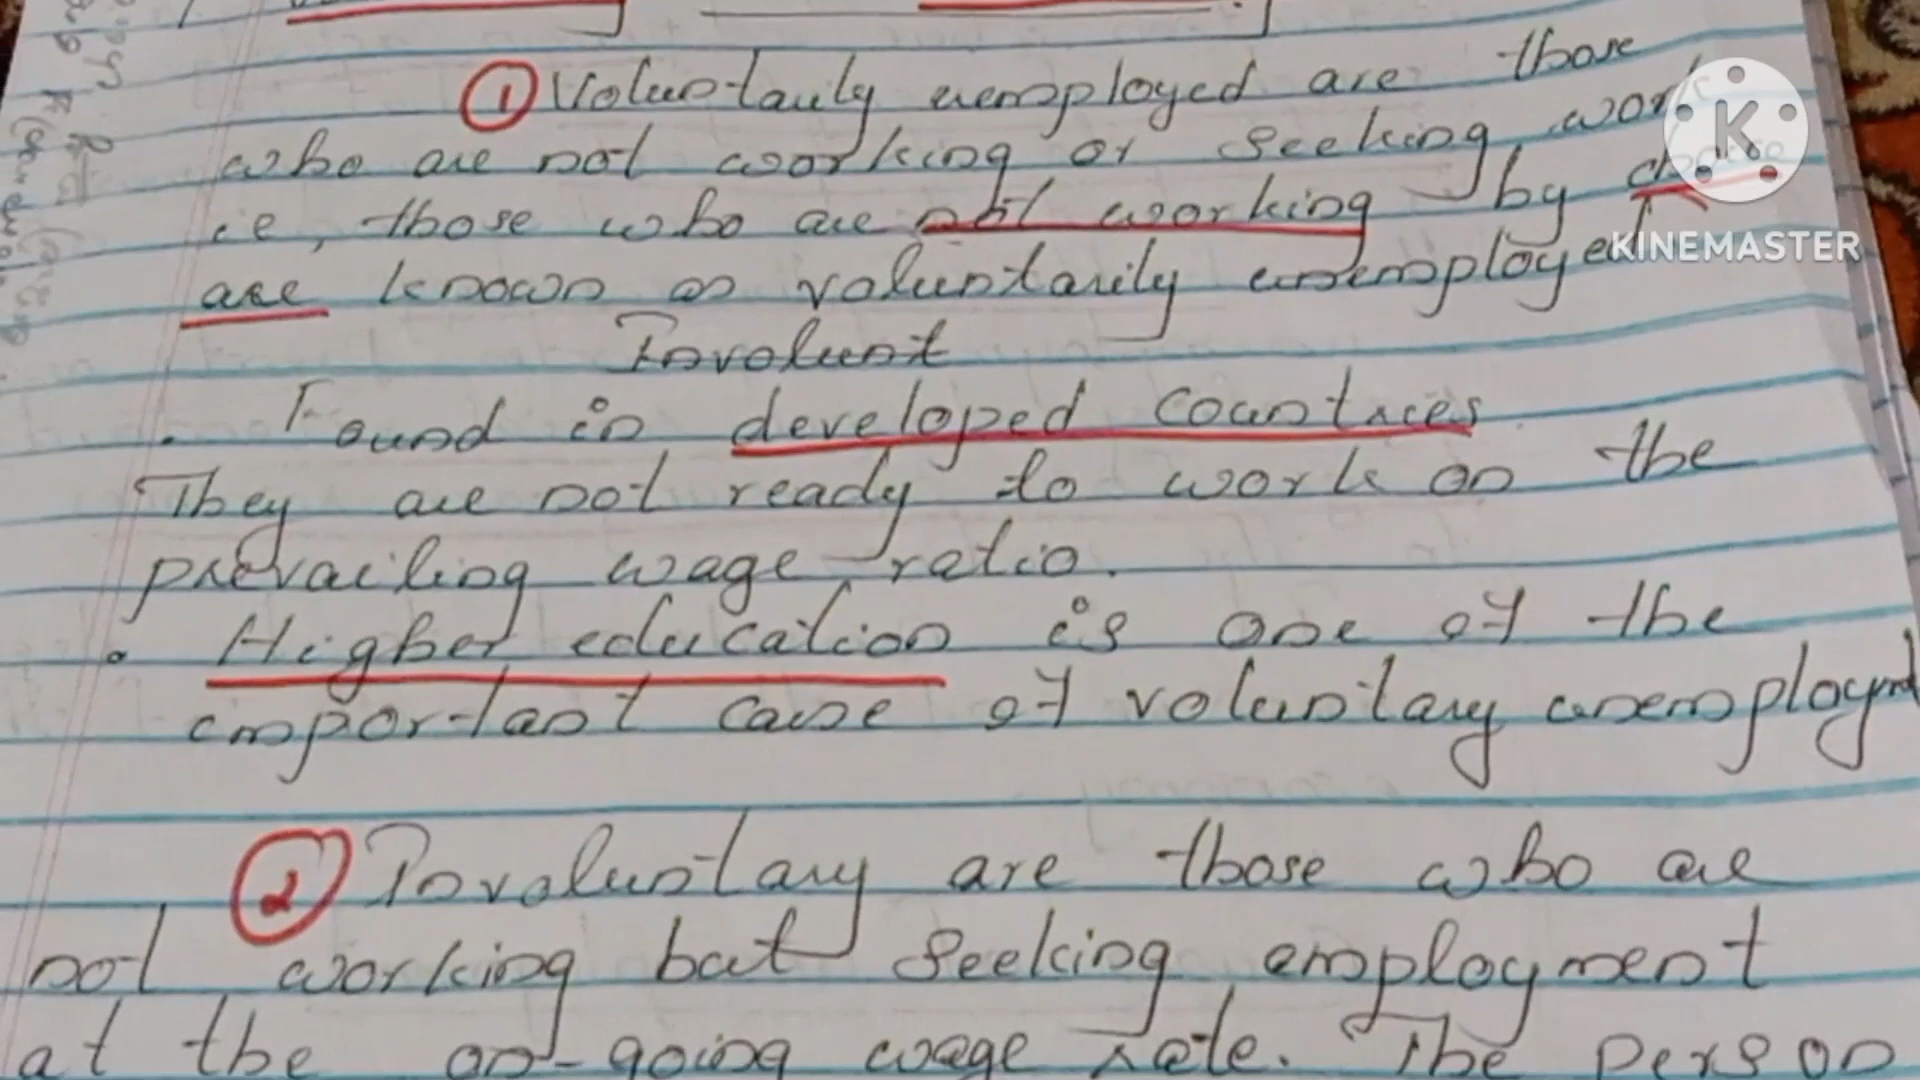 ① Voluntarily unemployed are those
who are not working or seeking work
ie, those who are not working by choice
are known as voluntarily unemployed
Involunt
. Found in developed countries
They are not ready to work on the
prevailing wage ratio.
. Higher education is one of the
important cause of voluntary unemploymt
② Involuntary are those who are
not working but seeking employment
at the on-going wage rate. The person
K
KINEMASTER